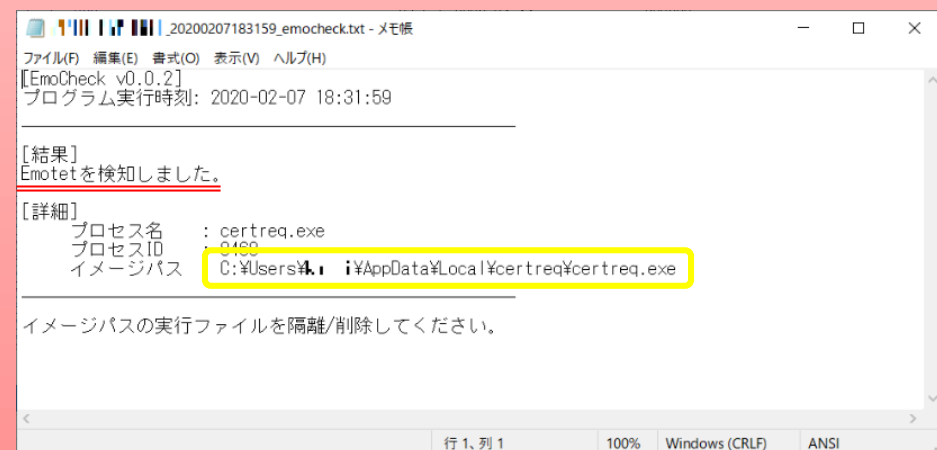 _20200207183159_emocheck.txt - メモ帳
ファイル(F) 編集(E) 書式(O) 表示(V) ヘルプ(H)
[EmoCheck v0.0.2]
プログラム実行時刻: 2020-02-07 18:31:59
[結果]
Emotetを検知しました。
[詳細]
プロセス名 : certreq.exe
プロセスID :
イメージパス C:¥Users¥ ¥AppData¥Local¥certreq¥certreq.exe
イメージパスの実行ファイルを隔離/削除してください。
行 1、列 1 100% Windows (CRLF) ANSI